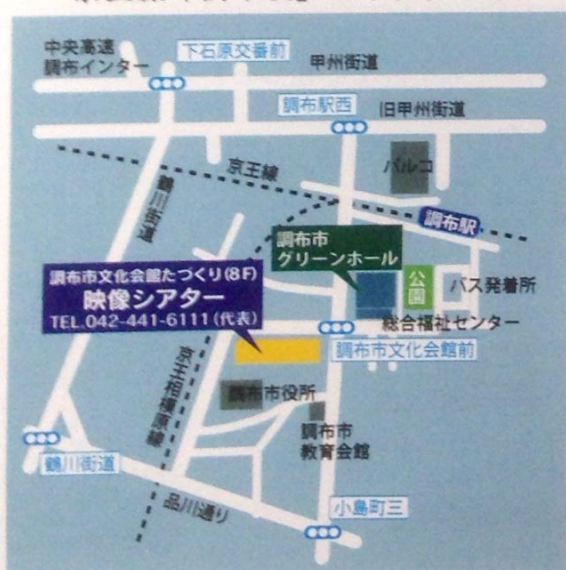 中央高速
調布インター
下石原交番前
甲州街道
調布駅西
旧甲州街道
パルコ
京王線
鶴川街道
調布駅
調布市
グリーンホール
公園
バス発着所
調布市文化会館たづくり(8F)
映像シアター
TEL.042-441-6111(代表)
総合福祉センター
調布市文化会館前
京王相模原線
調布市役所
調布市
教育会館
鶴川街道
品川通り
小島町三